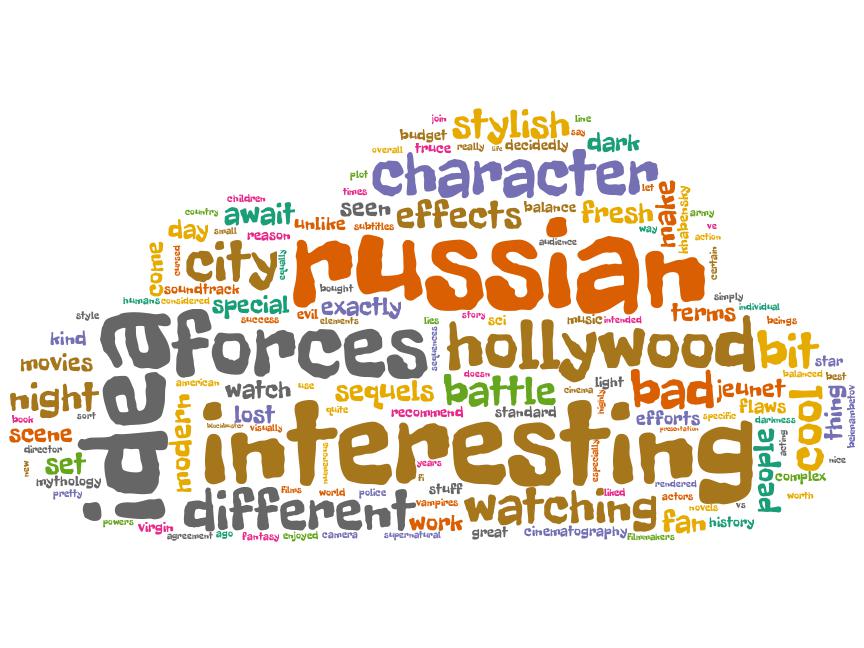 join stylish line
budget say
overall truce really life decidedly dark
plot character
times let
children seen effects balance fresh way make khabensky army
country await unlike subtitles ve
day small reason audience action
come cursed city equally russian certain
soundtrack bought
humans considered special evil exactly simply individual
style success elements lies story sci music intended terms beings
idea forces sequences hollywood bit star
kind
movies doesn balanced best
night american watch use sequels battle cinema light highly bad jeunet cool thing bekmambetov
book sort modern lost quite recommend standard efforts specific flaws
scene blockbuster visually interesting presentation darkness
director numerous especially people acting
new set years nice
mythology fi rendered complex
pretty films world police stuff liked actors worth
different vampires watching novels vs
powers virgin work fan history
agreement ago fantasy enjoyed camera supernatural great cinematography filmmakers